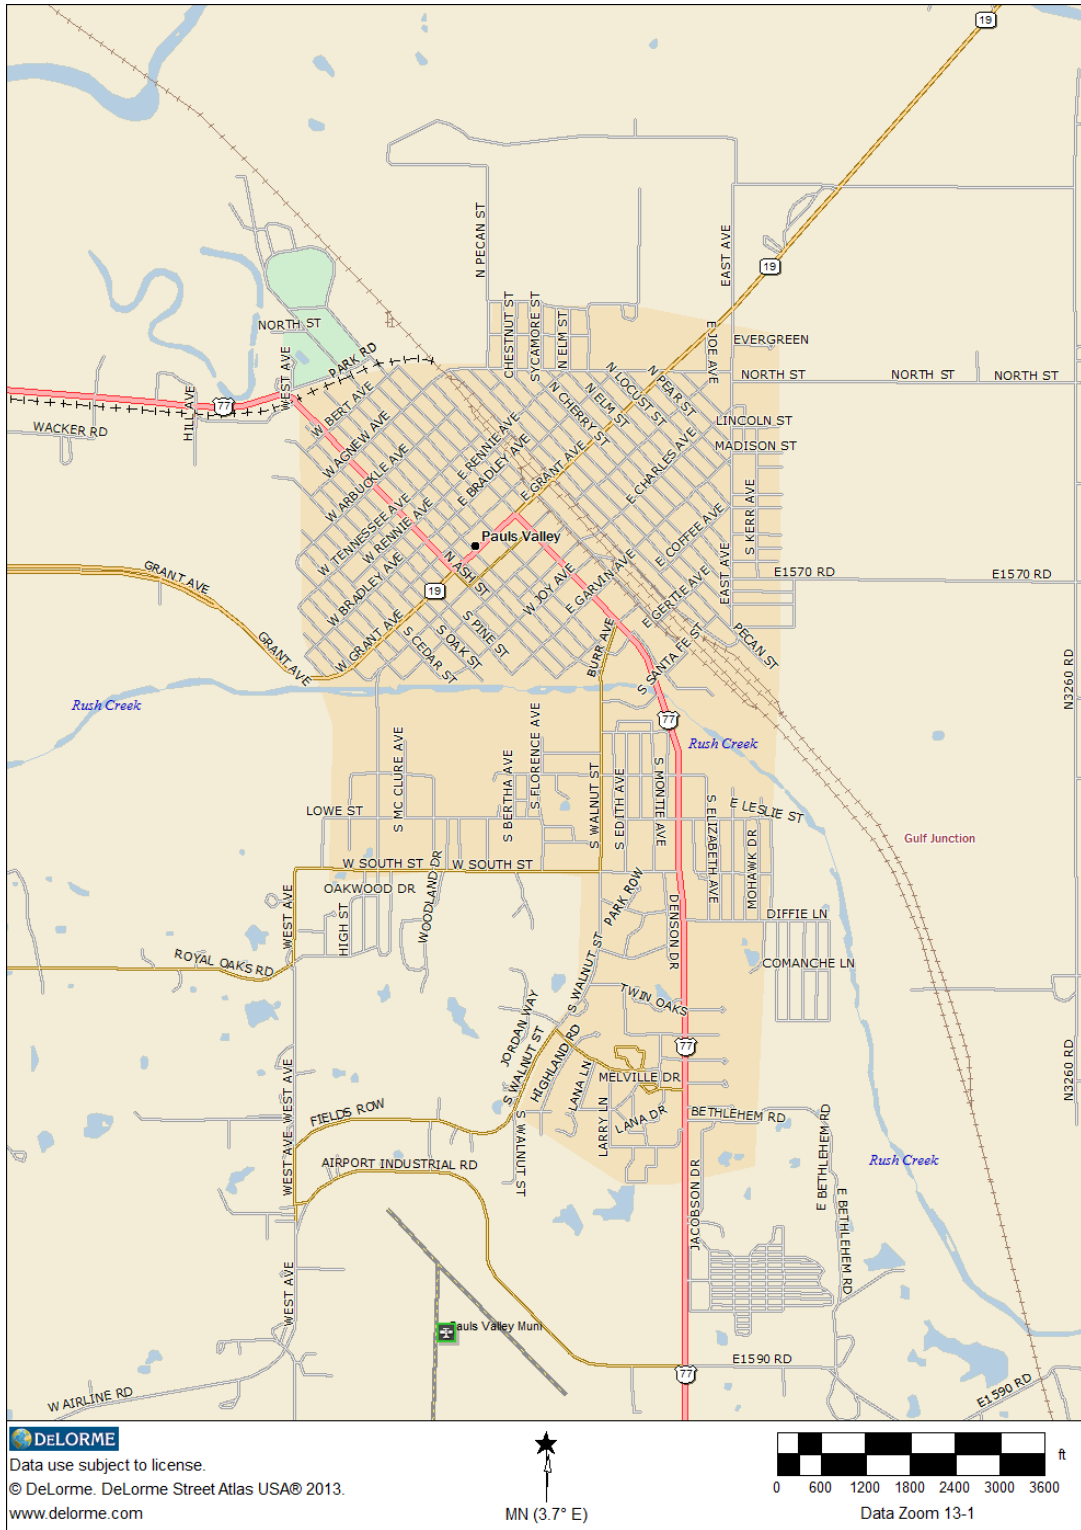 19
N PECAN ST
EAST AVE
19
CHESTNUT ST
SYCAMORE ST
N ELM ST
NORTH ST
E JOE AVE
EVERGREEN
PARK RD
WEST AVE
N LOCUST ST
N PEAR ST
NORTH ST
NORTH ST
NORTH ST
N ELM ST
N CHERRY ST
77
HILL AVE
WACKER RD
W BERT AVE
W AGNEW AVE
LINCOLN ST
MADISON ST
W ARBUCKLE AVE
E RENNIE AVE
E BRADLEY AVE
E GRANT AVE
E CHARLES AVE
S KERR AVE
W TENNESSEE AVE
W RENNIE AVE
Pauls Valley
E COFFEE AVE
W BRADLEY AVE
N ASH ST
W JOY AVE
E GARVIN AVE
EAST AVE
E1570 RD
E1570 RD
GRANT AVE
19
E GERTIE AVE
S PINE ST
S OAK ST
S CEDAR ST
W GRANT AVE
GRANT AVE
BURR AVE
S SANTA FE ST
PECAN ST
N3260 RD
Rush Creek
77
Rush Creek
S MC CLURE AVE
S BERTHA AVE
S FLORENCE AVE
S WALNUT ST
S EDITH AVE
S MONTIE AVE
S ELIZABETH AVE
E LESLIE ST
MOHAWK DR
LOWE ST
Gulf Junction
W SOUTH ST
W SOUTH ST
OAKWOOD DR
WOODLAND DR
HIGH ST
WEST AVE
PARK ROW
DENSON DR
DIFFIE LN
COMANCHE LN
ROYAL OAKS RD
S WALNUT ST
TWIN OAKS
JORDAN WAY
S WALNUT ST
HIGHLAND RD
77
LANA LN
MELVILLE DR
N3260 RD
WEST AVE
FIELDS ROW
WEST AVE
S WALNUT ST
LARRY LN
LANA DR
BETHLEHEM RD
E BETHLEHEM RD
Rush Creek
AIRPORT INDUSTRIAL RD
WEST AVE
JACOBSON DR
E BETHLEHEM RD
WEST AVE
Pauls Valley Muni
E1590 RD
77
E1590 RD
W AIRLINE RD
DELORME
Data use subject to license.
© DeLorme. DeLorme Street Atlas USA® 2013.
www.delorme.com
MN (3.7° E)
ft
0 600 1200 1800 2400 3000 3600
Data Zoom 13-1